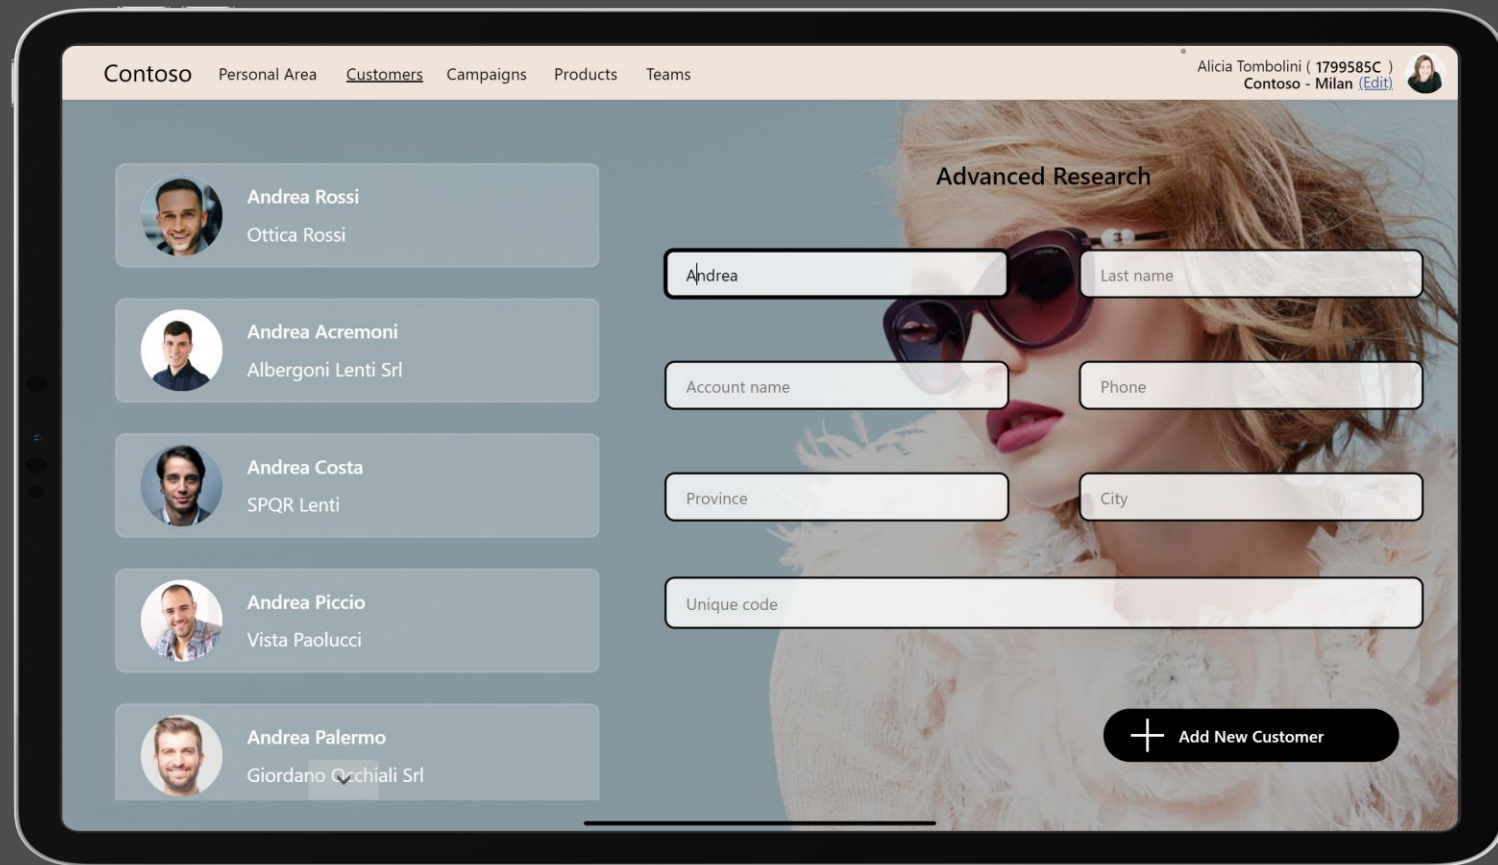 Contoso Personal Area Customers Campaigns Products Teams
Alicia Tombolini ( 1799585C )
Contoso - Milan (Edit)
Andrea Rossi
Ottica Rossi
Andrea Acremoni
Albergoni Lenti Srl
Andrea Costa
SPQR Lenti
Andrea Piccio
Vista Paolucci
Andrea Palermo
Giordano Occhiali Srl
Advanced Research
Andrea Last name
Account name Phone
Province City
Unique code
Add New Customer